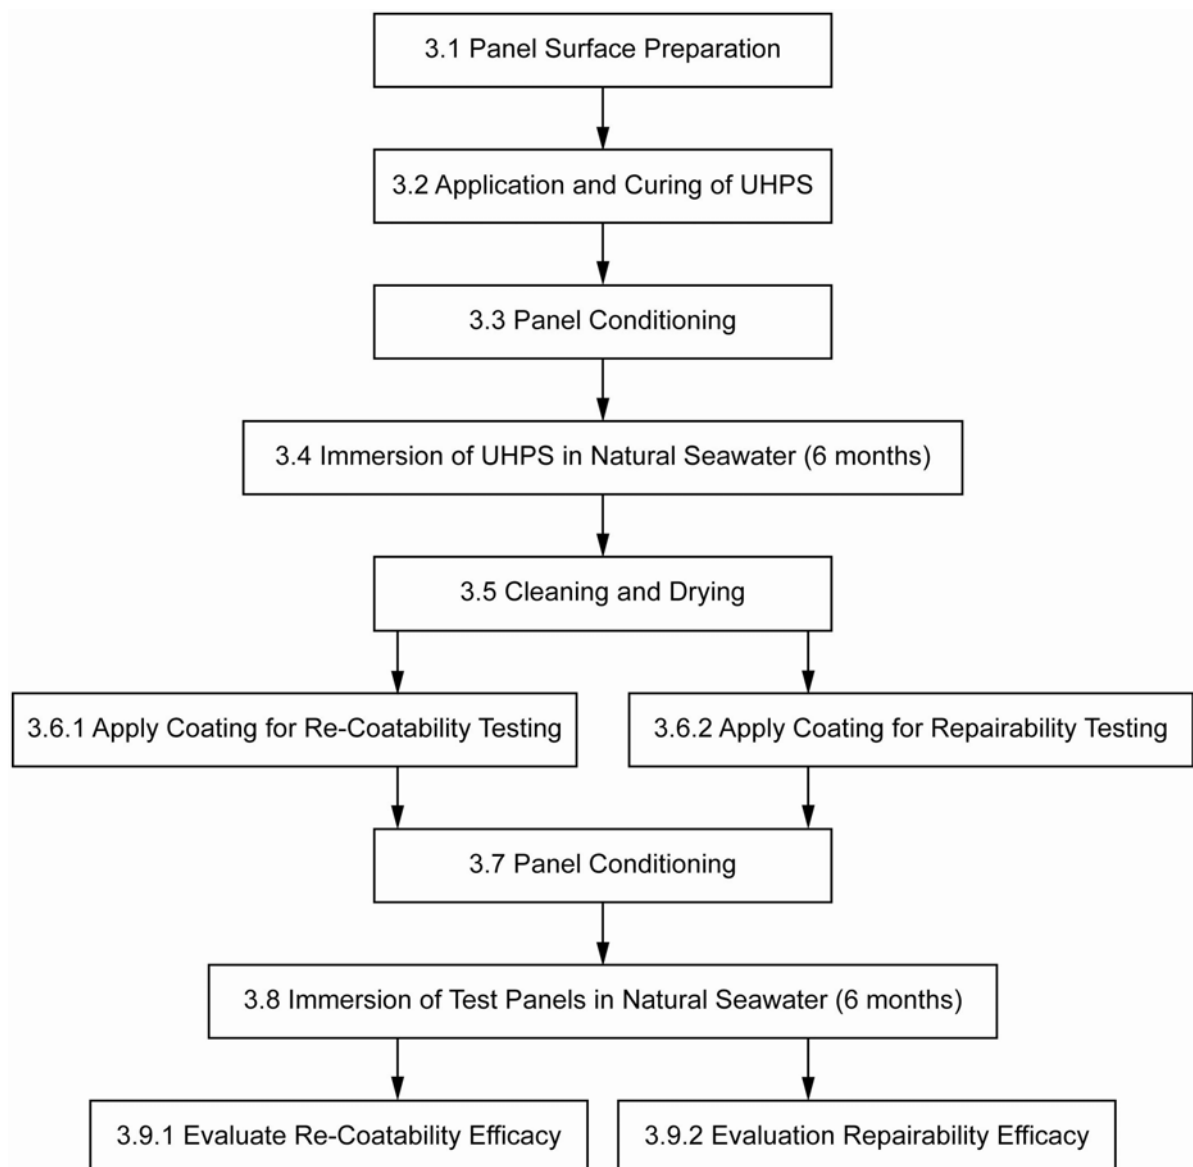 3.1 Panel Surface Preparation
3.2 Application and Curing of UHPS
3.3 Panel Conditioning
3.4 Immersion of UHPS in Natural Seawater (6 months)
3.5 Cleaning and Drying
3.6.1 Apply Coating for Re-Coatability Testing
3.6.2 Apply Coating for Repairability Testing
3.7 Panel Conditioning
3.8 Immersion of Test Panels in Natural Seawater (6 months)
3.9.1 Evaluate Re-Coatability Efficacy
3.9.2 Evaluation Repairability Efficacy